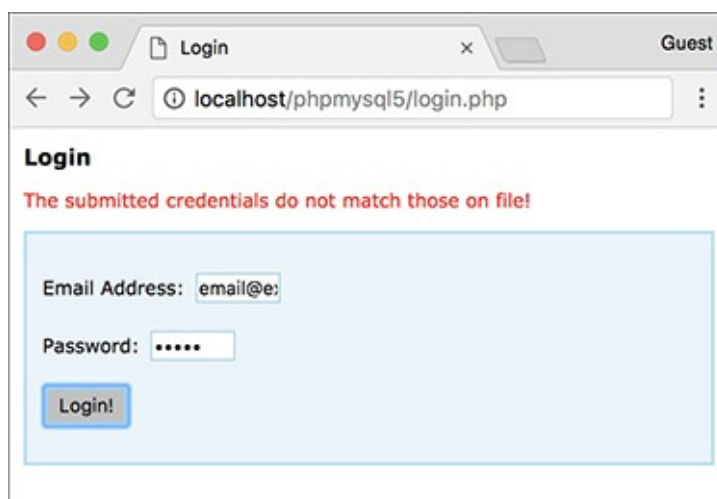 Login
Guest
localhost/phpmysql5/login.php
Login
The submitted credentials do not match those on file!
Email Address: email@e
Password: •••••
Login!